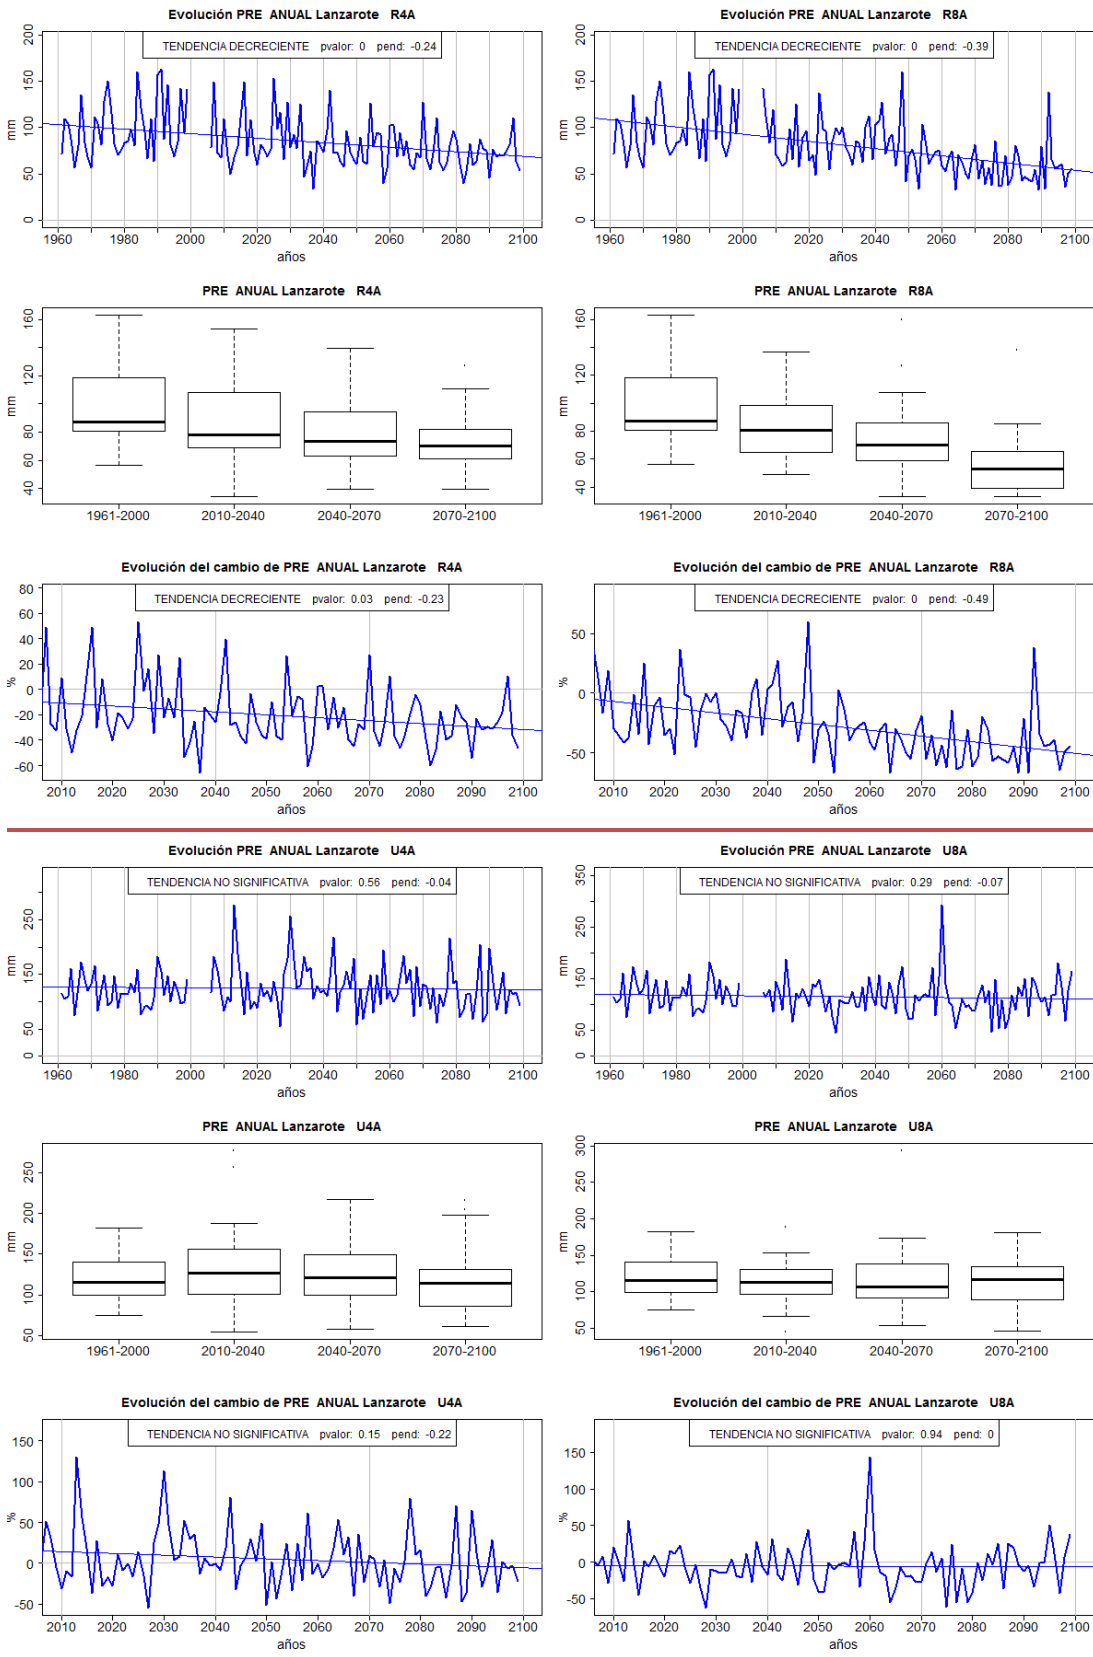 Evolución PRE ANUAL Lanzarote R4A
TENDENCIA DECRECIENTE pvalor: 0 pend: -0.24
mm
0 50 100 150 200
1960 1980 2000 2020 2040 2060 2080 2100
años
Evolución PRE ANUAL Lanzarote R8A
TENDENCIA DECRECIENTE pvalor: 0 pend: -0.39
mm
0 50 100 150 200
1960 1980 2000 2020 2040 2060 2080 2100
años
PRE ANUAL Lanzarote R4A
mm
40 60 80 120 160
1961-2000 2010-2040 2040-2070 2070-2100
PRE ANUAL Lanzarote R8A
mm
40 60 80 120 160
1961-2000 2010-2040 2040-2070 2070-2100
Evolución del cambio de PRE ANUAL Lanzarote R4A
TENDENCIA DECRECIENTE pvalor: 0.03 pend: -0.23
%
80
60
40
20
0
-20
-40
-60
2010 2020 2030 2040 2050 2060 2070 2080 2090 2100
años
Evolución del cambio de PRE ANUAL Lanzarote R8A
TENDENCIA DECRECIENTE pvalor: 0 pend: -0.49
%
50
0
-50
2010 2020 2030 2040 2050 2060 2070 2080 2090 2100
años
Evolución PRE ANUAL Lanzarote U4A
TENDENCIA NO SIGNIFICATIVA pvalor: 0.56 pend: -0.04
mm
0 50 150 250
1960 1980 2000 2020 2040 2060 2080 2100
años
Evolución PRE ANUAL Lanzarote U8A
TENDENCIA NO SIGNIFICATIVA pvalor: 0.29 pend: -0.07
mm
0 50 150 250 350
1960 1980 2000 2020 2040 2060 2080 2100
años
PRE ANUAL Lanzarote U4A
mm
50 100 150 200 250
1961-2000 2010-2040 2040-2070 2070-2100
PRE ANUAL Lanzarote U8A
mm
50 100 150 200 250 300
1961-2000 2010-2040 2040-2070 2070-2100
Evolución del cambio de PRE ANUAL Lanzarote U4A
TENDENCIA NO SIGNIFICATIVA pvalor: 0.15 pend: -0.22
%
150
100
50
0
-50
2010 2020 2030 2040 2050 2060 2070 2080 2090 2100
años
Evolución del cambio de PRE ANUAL Lanzarote U8A
TENDENCIA NO SIGNIFICATIVA pvalor: 0.94 pend: 0
%
150
100
50
0
-50
2010 2020 2030 2040 2050 2060 2070 2080 2090 2100
años